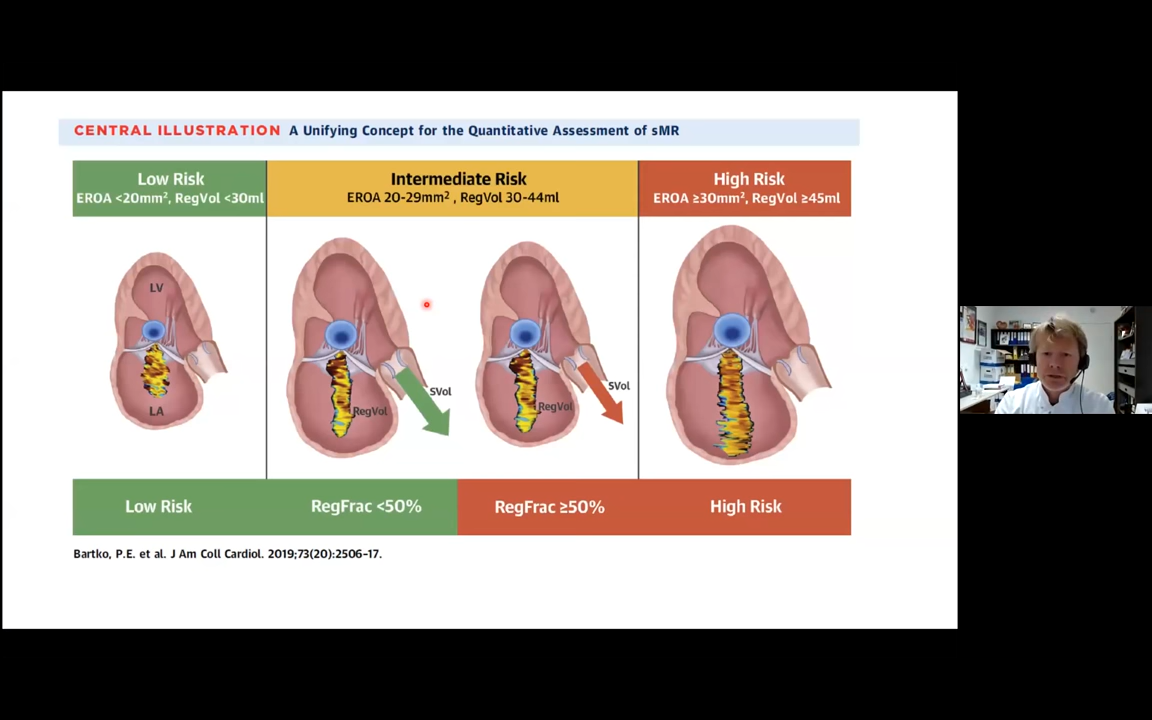 CENTRAL ILLUSTRATION A Unifying Concept for the Quantitative Assessment of sMR
Low Risk
EROA <20mm², RegVol <30ml
Intermediate Risk
EROA 20-29mm² , RegVol 30-44ml
High Risk
EROA ≥30mm², RegVol ≥45ml
LV
LA
RegVol
SVol
RegVol
SVol
Low Risk
RegFrac <50%
RegFrac ≥50%
High Risk
Bartko, P.E. et al. J Am Coll Cardiol. 2019;73(20):2506-17.